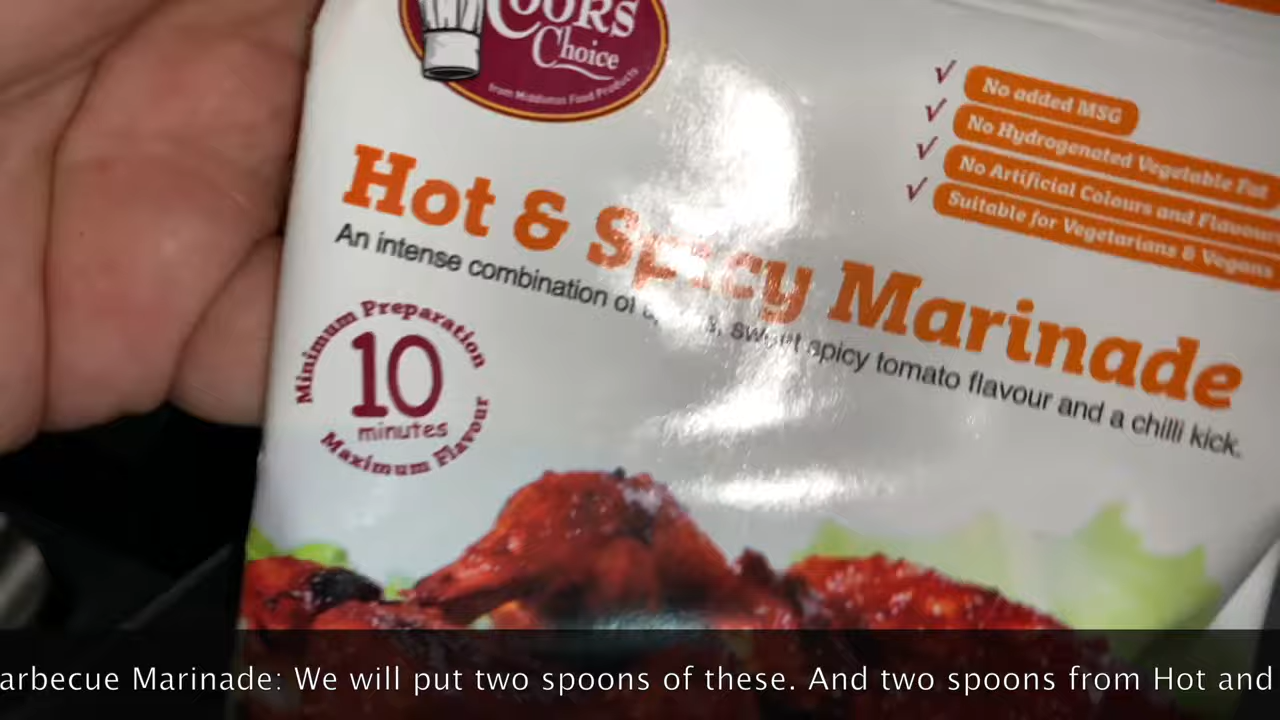 Choice
from Middleton Food Products
✓ No added MSG
✓ No Hydrogenated Vegetable Fat
✓ No Artificial Colours and Flavours
✓ Suitable for Vegetarians & Vegans
Hot & Spicy Marinade
An intense combination of sweet spicy tomato flavour and a chilli kick.
Minimum Preparation
10
minutes
Maximum Flavour
arbecue Marinade: We will put two spoons of these. And two spoons from Hot and